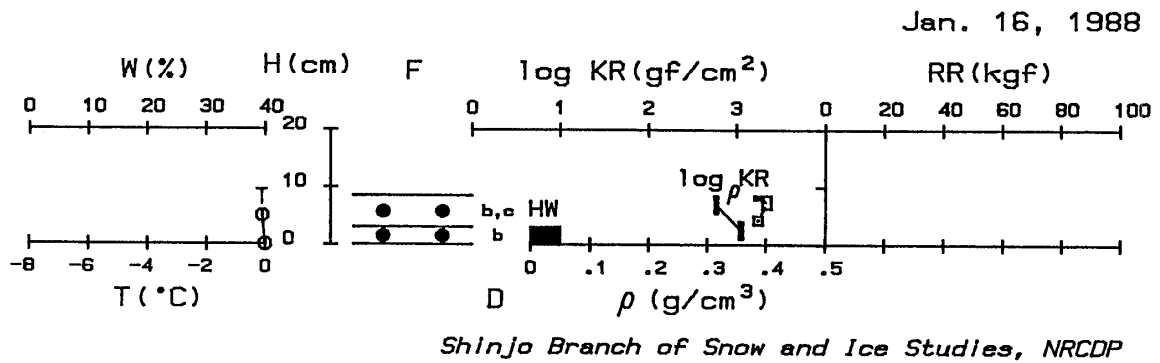 Jan. 16, 1988
W(%) H(cm) F log KR(gf/cm²) RR(kgf)
0 10 20 30 40 0 1 2 3 0 20 40 60 80 100
20
T 10 log ρ KR
b,c HW
0 b
-8 -6 -4 -2 0 0 .1 .2 .3 .4 .5
T(°C) D ρ (g/cm³)
Shinjo Branch of Snow and Ice Studies, NRCDP